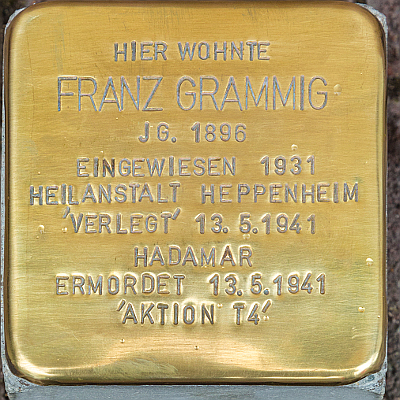 HIER WOHNTE
FRANZ GRAMMIG
JG. 1896
EINGEWIESEN 1931
HEILANSTALT HEPPENHEIM
'VERLEGT' 13.5.1941
HADAMAR
ERMORDET 13.5.1941
'AKTION T4'